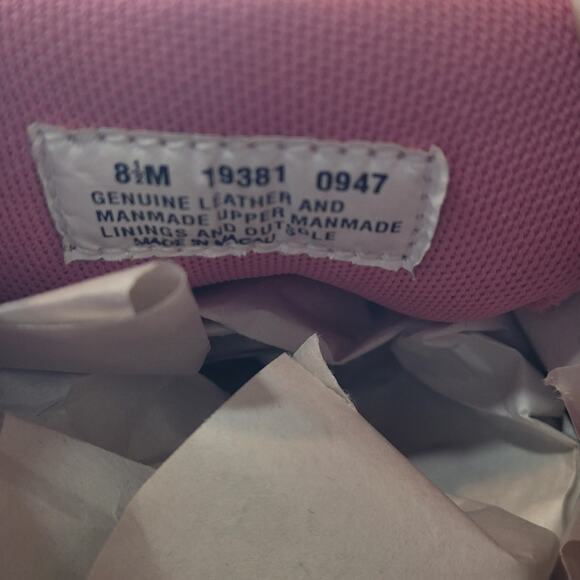 8½M 19381 0947
GENUINE LEATHER AND
MANMADE UPPER MANMADE
LININGS AND OUTSOLE
MADE IN MACAU